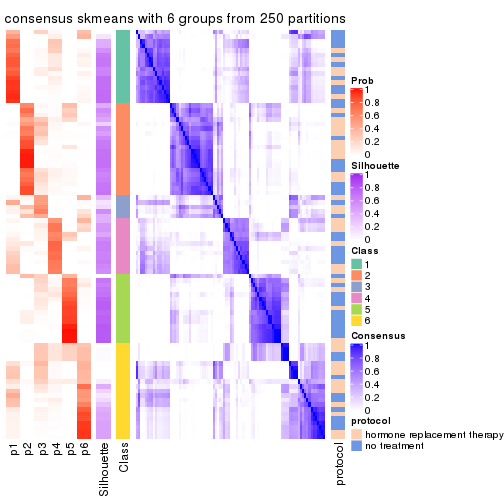 consensus skmeans with 6 groups from 250 partitions
Prob
1
0.8
0.6
0.4
0.2
0
Silhouette
1
0.8
0.6
0.4
0.2
0
Class
1
2
3
4
5
6
Consensus
1
0.8
0.6
0.4
0.2
0
protocol
hormone replacement therapy
no treatment
p1
p2
p3
p4
p5
p6
Silhouette
Class
protocol